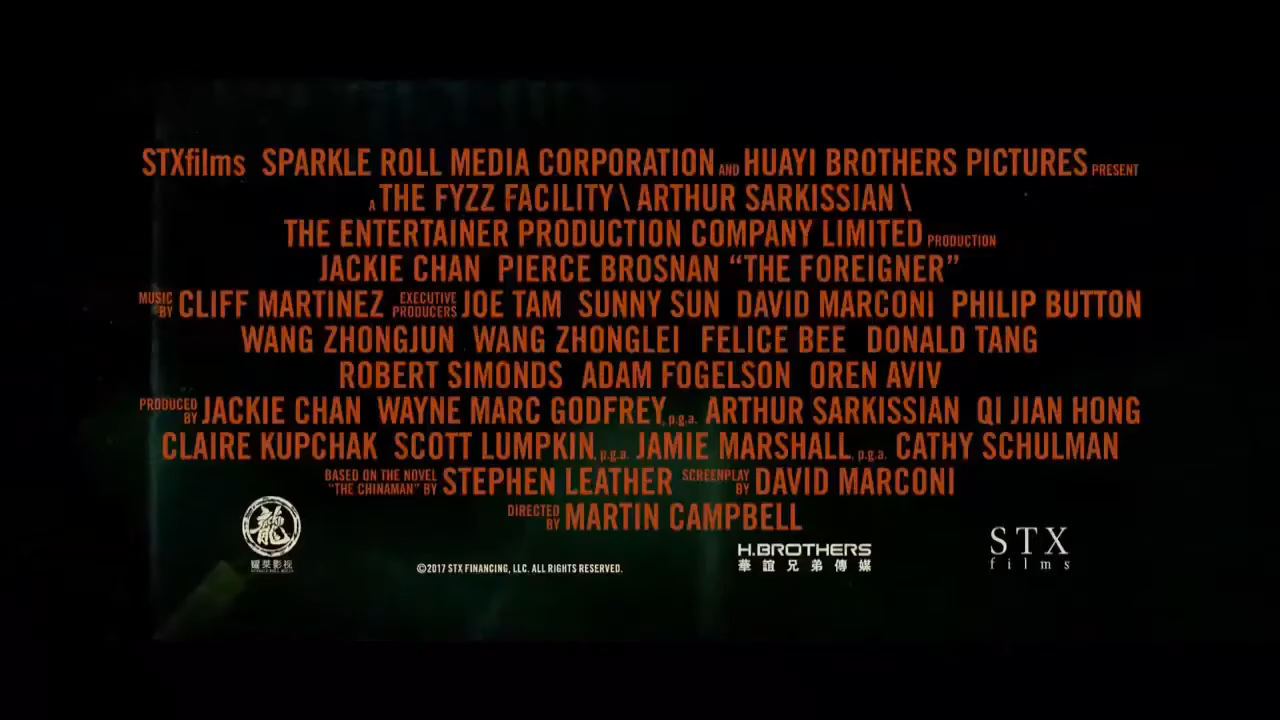 STXfilms SPARKLE ROLL MEDIA CORPORATION AND HUAYI BROTHERS PICTURES PRESENT
A THE FYZZ FACILITY \ ARTHUR SARKISSIAN \
THE ENTERTAINER PRODUCTION COMPANY LIMITED PRODUCTION
JACKIE CHAN PIERCE BROSNAN “THE FOREIGNER”
MUSIC BY CLIFF MARTINEZ EXECUTIVE PRODUCERS JOE TAM SUNNY SUN DAVID MARCONI PHILIP BUTTON
WANG ZHONGJUN WANG ZHONGLEI FELICE BEE DONALD TANG
ROBERT SIMONDS ADAM FOGELSON OREN AVIV
PRODUCED BY JACKIE CHAN WAYNE MARC GODFREY, p.g.a. ARTHUR SARKISSIAN QI JIAN HONG
CLAIRE KUPCHAK SCOTT LUMPKIN, p.g.a. JAMIE MARSHALL, p.g.a. CATHY SCHULMAN
BASED ON THE NOVEL “THE CHINAMAN” BY STEPHEN LEATHER SCREENPLAY BY DAVID MARCONI
DIRECTED BY MARTIN CAMPBELL
龍
耀莱影视
©2017 STX FINANCING, LLC. ALL RIGHTS RESERVED.
H.BROTHERS
華誼兄弟傳媒
STX
films